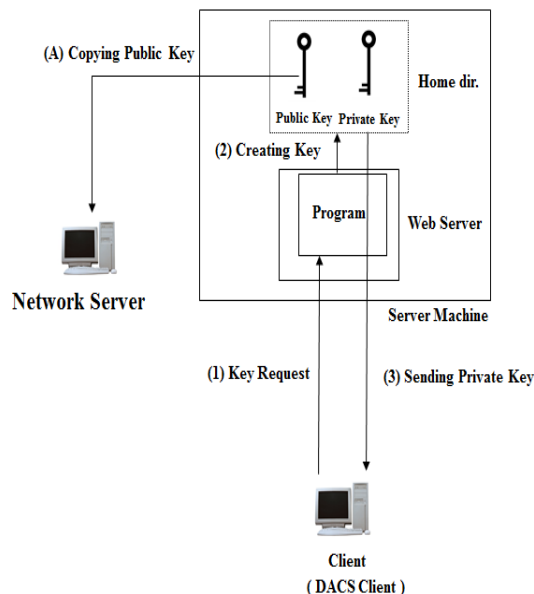 (A) Copying Public Key
Home dir.
Public Key Private Key
(2) Creating Key
Program
Web Server
Network Server
Server Machine
(1) Key Request
(3) Sending Private Key
Client
( DACS Client )